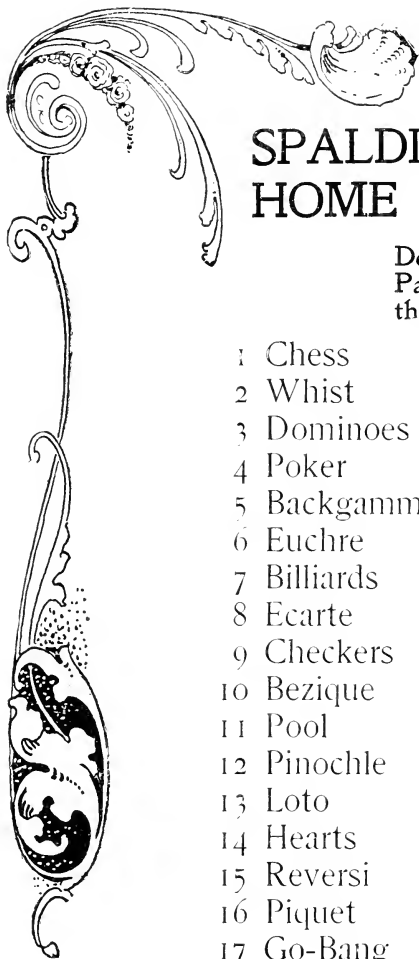 SPALDI
HOME
Pa
th
1 Chess
2 Whist
3 Dominoes
4 Poker
5 Backgamm
6 Euchre
7 Billiards
8 Ecarte
9 Checkers
10 Bezique
11 Pool
12 Pinochle
13 Loto
14 Hearts
15 Reversi
16 Piquet
17 Go-Bang